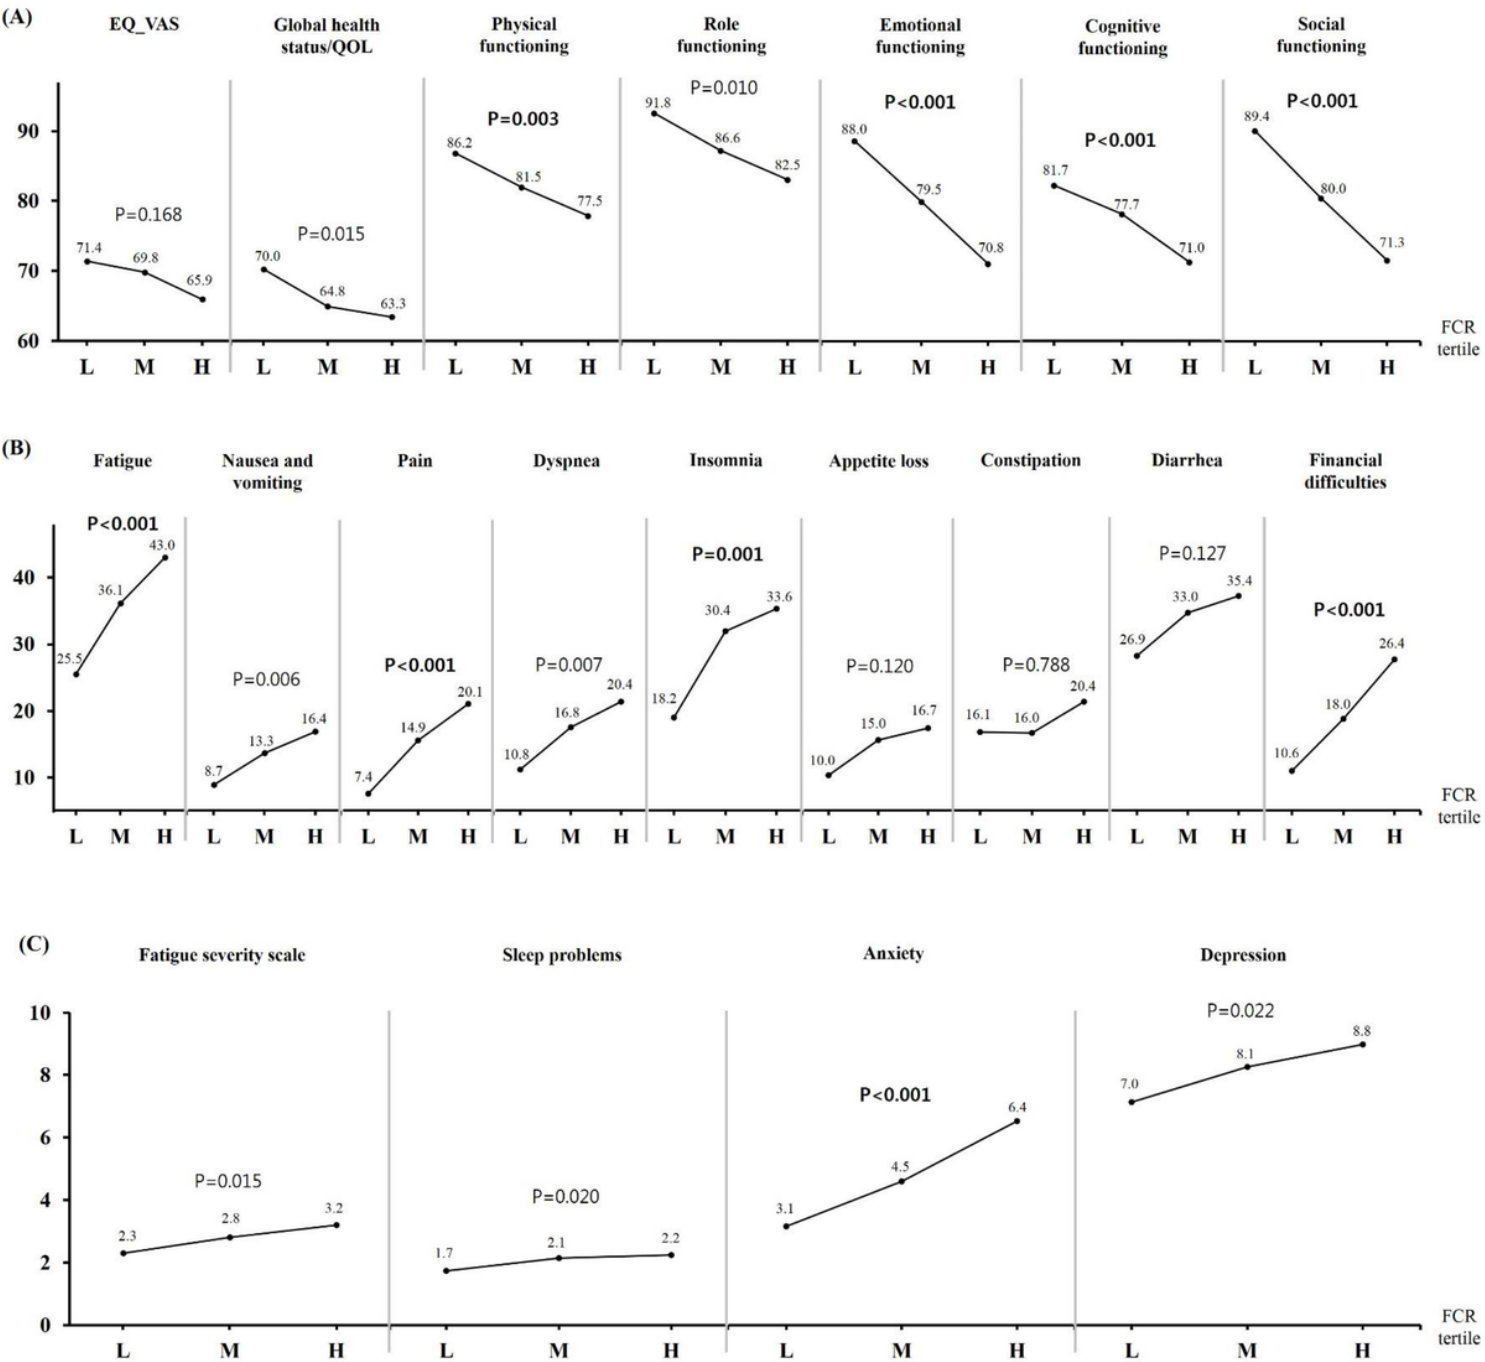 (A)
EQ_VAS
Global health
status/QOL
Physical
functioning
Role
functioning
Emotional
functioning
Cognitive
functioning
Social
functioning
90
80
70
60
P=0.168
71.4
69.8
65.9
P=0.015
70.0
64.8
63.3
P=0.003
86.2
81.5
77.5
P=0.010
91.8
86.6
82.5
P<0.001
88.0
79.5
70.8
P<0.001
81.7
77.7
71.0
P<0.001
89.4
80.0
71.3
L M H L M H L M H L M H L M H L M H L M H
FCR
tertile
(B)
Fatigue
Nausea and
vomiting
Pain
Dyspnea
Insomnia
Appetite loss
Constipation
Diarrhea
Financial
difficulties
40
30
20
10
P<0.001
25.5
36.1
43.0
P=0.006
8.7
13.3
16.4
P<0.001
7.4
14.9
20.1
P=0.007
10.8
16.8
20.4
P=0.001
18.2
30.4
33.6
P=0.120
10.0
15.0
16.7
P=0.788
16.1
16.0
20.4
P=0.127
26.9
33.0
35.4
P<0.001
10.6
18.0
26.4
L M H L M H L M H L M H L M H L M H L M H L M H L M H
FCR
tertile
(C)
Fatigue severity scale
Sleep problems
Anxiety
Depression
10
8
6
4
2
0
P=0.015
2.3
2.8
3.2
P=0.020
1.7
2.1
2.2
P<0.001
3.1
4.5
6.4
P=0.022
7.0
8.1
8.8
L M H L M H L M H L M H
FCR
tertile